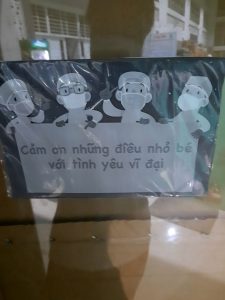 Cảm ơn những điều nhỏ bé
với tình yêu vĩ đại